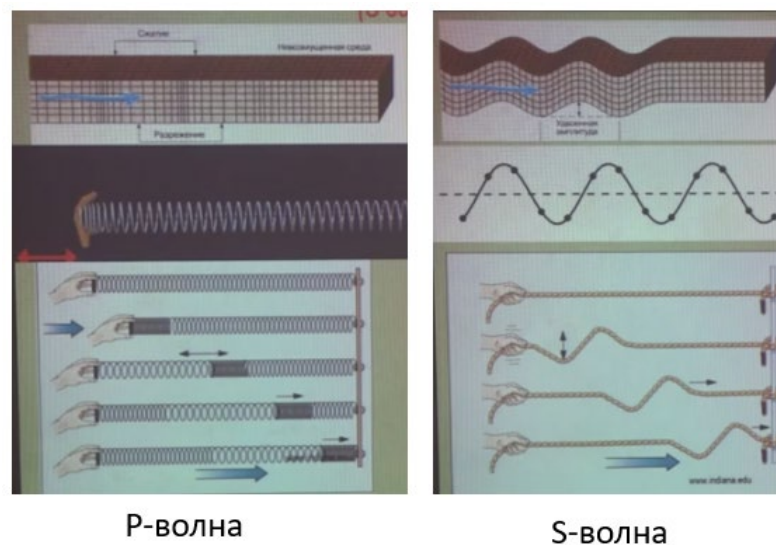 Сжатие
Невозмущенная среда
Разрежение
Удвоенная
амплитуда
www.indiana.edu
P-волна
S-волна